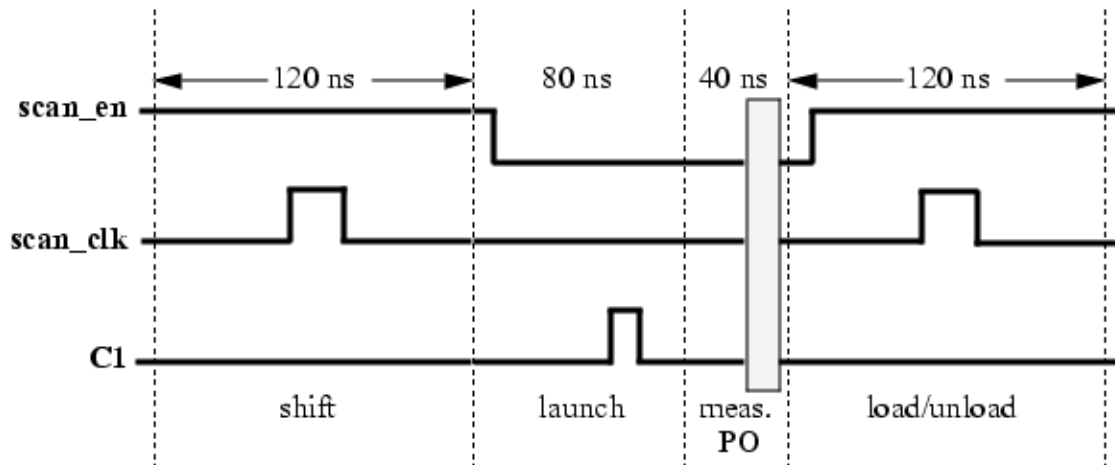 120 ns
80 ns
40 ns
120 ns
scan_en
scan_clk
C1
shift
launch
meas.
PO
load/unload